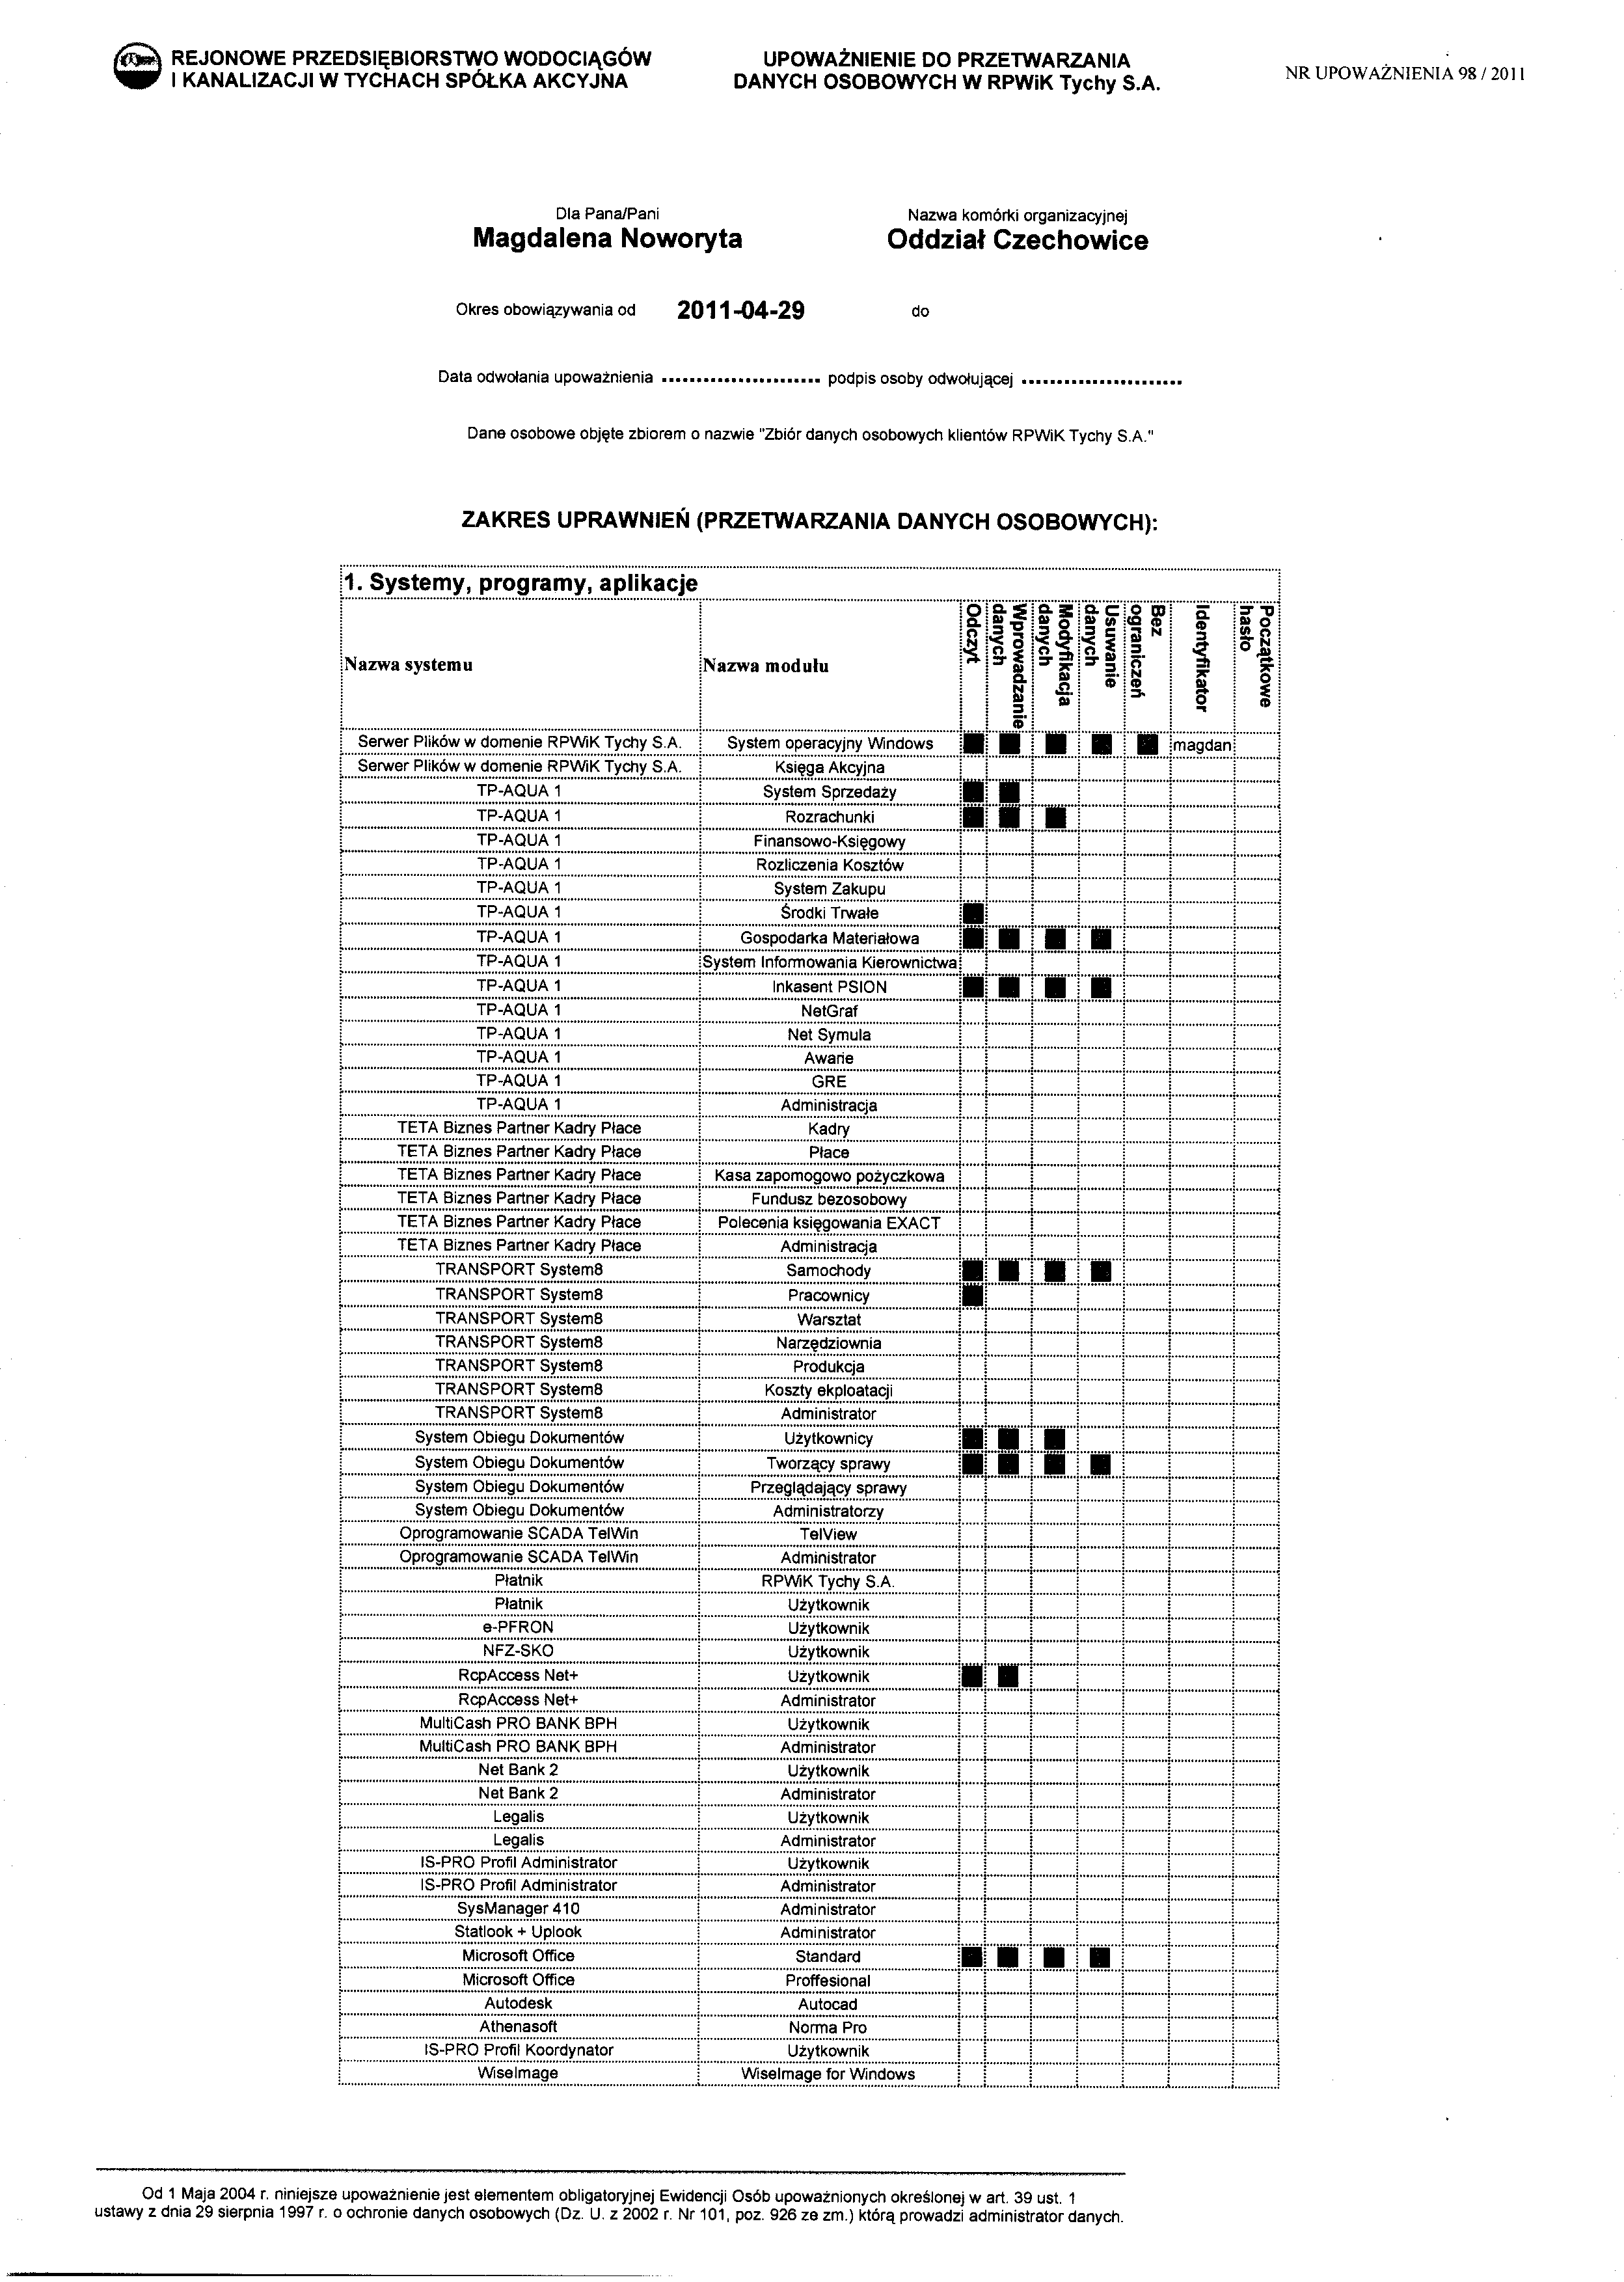 REJONOWE PRZEDSIĘBIORSTWO WODOCIĄGÓW
I KANALIZACJI W TYCHACH SPÓŁKA AKCYJNA
UPOWAŻNIENIE DO PRZETWARZANIA
DANYCH OSOBOWYCH W RPWiK Tychy S.A.
NR UPOWAŻNIENIA 98 / 2011
Dla Pana/Pani
Magdalena Noworyta
Nazwa komórki organizacyjnej
Oddział Czechowice
Okres obowiązywania od 2011-04-29 do
Data odwołania upoważnienia ....................... podpis osoby odwołującej .......................
Dane osobowe objęte zbiorem o nazwie "Zbiór danych osobowych klientów RPWiK Tychy S.A."
ZAKRES UPRAWNIEŃ (PRZETWARZANIA DANYCH OSOBOWYCH):
1. Systemy, programy, aplikacje
Nazwa systemu Nazwa modułu Odczyt Wprowadzanie danych Modyfikacja danych Usuwanie danych Bez ograniczeń Identyfikator Początkowe hasło
Serwer Plików w domenie RPWiK Tychy S.A. System operacyjny Windows magdan
Serwer Plików w domenie RPWiK Tychy S.A. Księga Akcyjna
TP-AQUA 1 System Sprzedaży
TP-AQUA 1 Rozrachunki
TP-AQUA 1 Finansowo-Księgowy
TP-AQUA 1 Rozliczenia Kosztów
TP-AQUA 1 System Zakupu
TP-AQUA 1 Środki Trwałe
TP-AQUA 1 Gospodarka Materiałowa
TP-AQUA 1 System Informowania Kierownictwa
TP-AQUA 1 Inkasent PSION
TP-AQUA 1 NetGraf
TP-AQUA 1 Net Symula
TP-AQUA 1 Awarie
TP-AQUA 1 GRE
TP-AQUA 1 Administracja
TETA Biznes Partner Kadry Płace Kadry
TETA Biznes Partner Kadry Płace Płace
TETA Biznes Partner Kadry Płace Kasa zapomogowo pożyczkowa
TETA Biznes Partner Kadry Płace Fundusz bezosobowy
TETA Biznes Partner Kadry Płace Polecenia księgowania EXACT
TETA Biznes Partner Kadry Płace Administracja
TRANSPORT System8 Samochody
TRANSPORT System8 Pracownicy
TRANSPORT System8 Warsztat
TRANSPORT System8 Narzędziownia
TRANSPORT System8 Produkcja
TRANSPORT System8 Koszty ekploatacji
TRANSPORT System8 Administrator
System Obiegu Dokumentów Użytkownicy
System Obiegu Dokumentów Tworzący sprawy
System Obiegu Dokumentów Przeglądający sprawy
System Obiegu Dokumentów Administratorzy
Oprogramowanie SCADA TelWin TelView
Oprogramowanie SCADA TelWin Administrator
Płatnik RPWiK Tychy S.A.
Płatnik Użytkownik
e-PFRON Użytkownik
NFZ-SKO Użytkownik
RcpAccess Net+ Użytkownik
RcpAccess Net+ Administrator
MultiCash PRO BANK BPH Użytkownik
MultiCash PRO BANK BPH Administrator
Net Bank 2 Użytkownik
Net Bank 2 Administrator
Legalis Użytkownik
Legalis Administrator
IS-PRO Profil Administrator Użytkownik
IS-PRO Profil Administrator Administrator
SysManager 410 Administrator
Statlook + Uplook Administrator
Microsoft Office Standard
Microsoft Office Proffesional
Autodesk Autocad
Athenasoft Norma Pro
IS-PRO Profil Koordynator Użytkownik
WiseImage WiseImage for Windows
Od 1 Maja 2004 r. niniejsze upoważnienie jest elementem obligatoryjnej Ewidencji Osób upoważnionych określonej w art. 39 ust. 1
ustawy z dnia 29 sierpnia 1997 r. o ochronie danych osobowych (Dz. U. z 2002 r. Nr 101, poz. 926 ze zm.) którą prowadzi administrator danych.